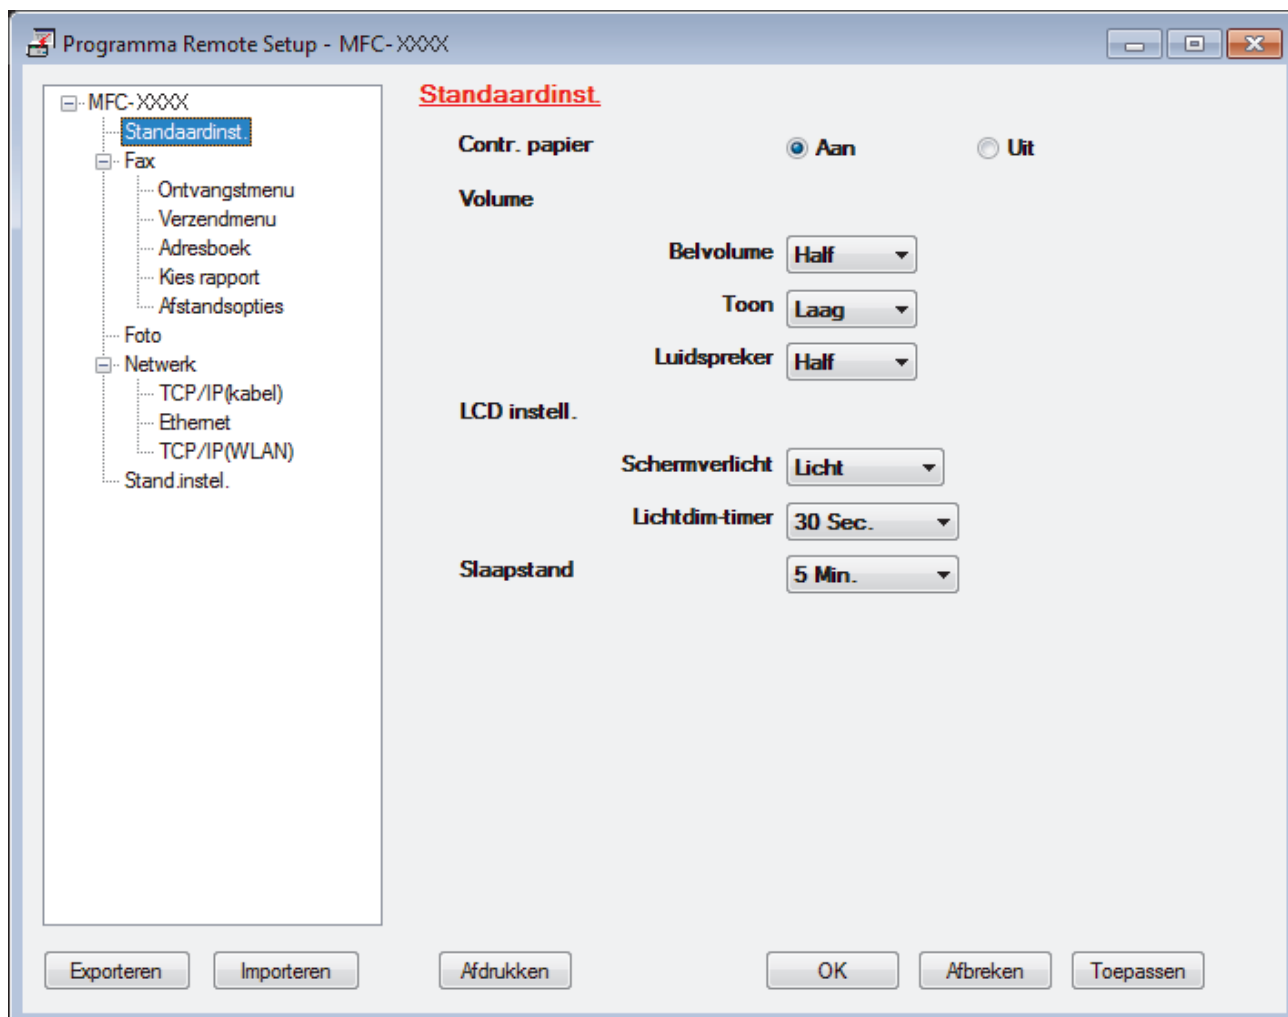 Programma Remote Setup - MFC-XXXX
MFC-XXXX
Standaardinst.
Fax
Ontvangstmenu
Verzendmenu
Adresboek
Kies rapport
Afstandsopties
Foto
Netwerk
TCP/IP(kabel)
Ethernet
TCP/IP(WLAN)
Stand.instel.
Standaardinst.
Contr. papier Aan Uit
Volume
Belvolume Half
Toon Laag
Luidspreker Half
LCD instell.
Schermverlicht Licht
Lichtdim-timer 30 Sec.
Slaapstand 5 Min.
Exporteren Importeren Afdrukken OK Afbreken Toepassen